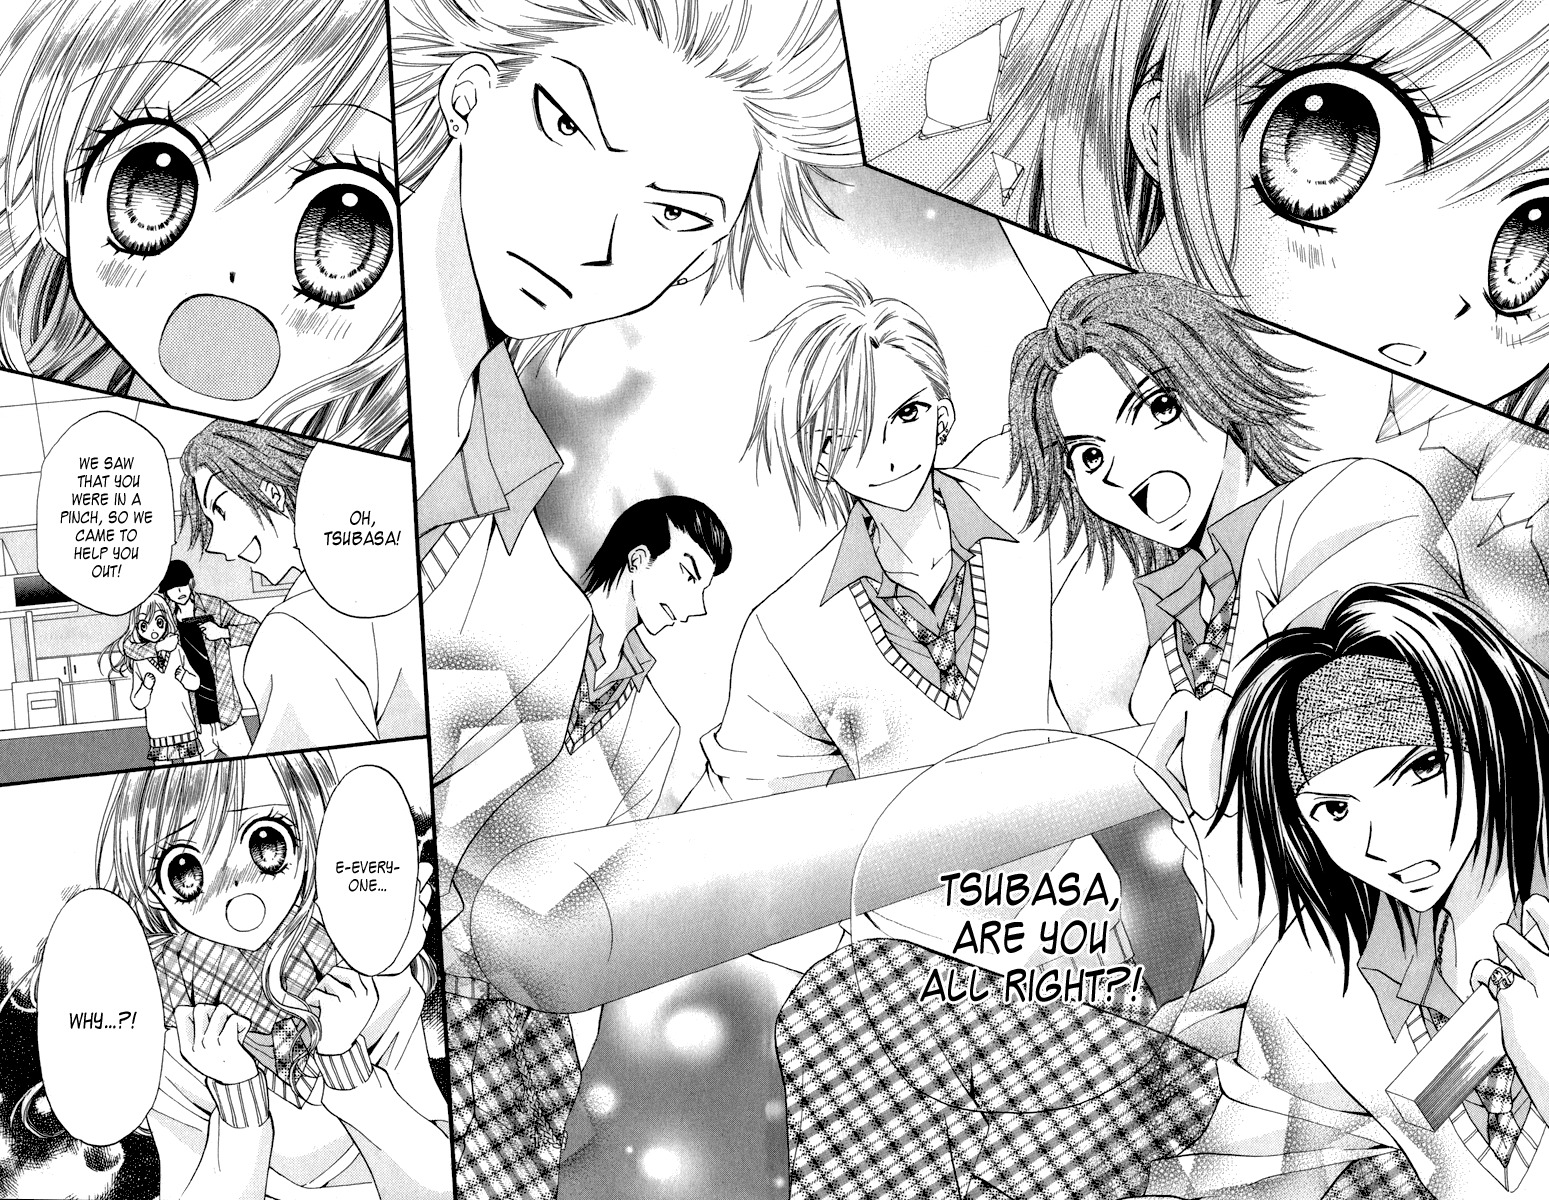 TSUBASA,
ARE YOU
ALL RIGHT?!
OH,
TSUBASA!
WE SAW
THAT YOU
WERE IN A
PINCH, SO WE
CAME TO
HELP YOU
OUT!
E-EVERY-
ONE...
WHY...?!